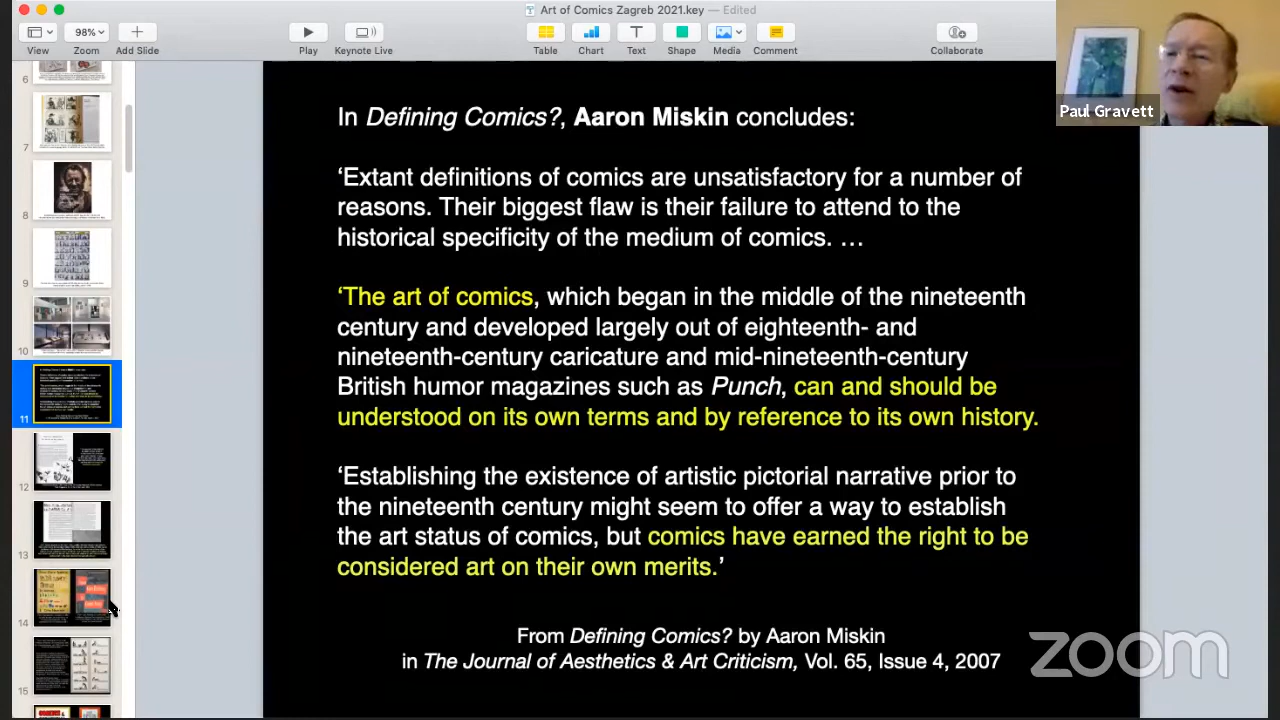 Art of Comics Zagreb 2021.key — Edited
98%
View
Zoom
Add Slide
Play
Keynote Live
Table
Chart
Text
Shape
Media
Comment
Collaborate
Paul Gravett
6
7
8
9
10
11
12
13
14
15
In Defining Comics?, Aaron Miskin concludes:
‘Extant definitions of comics are unsatisfactory for a number of
reasons. Their biggest flaw is their failure to attend to the
historical specificity of the medium of comics. …
‘The art of comics, which began in the middle of the nineteenth
century and developed largely out of eighteenth- and
nineteenth-century caricature and mid-nineteenth-century
British humour magazines such as Punch, can and should be
understood on its own terms and by reference to its own history.
‘Establishing the existence of artistic pictorial narrative prior to
the nineteenth century might seem to offer a way to establish
the art status of comics, but comics have earned the right to be
considered art on their own merits.’
From Defining Comics? by Aaron Miskin
in The Journal of Aesthetics & Art Criticism, Vol 65, Issue 4, 2007
zoom